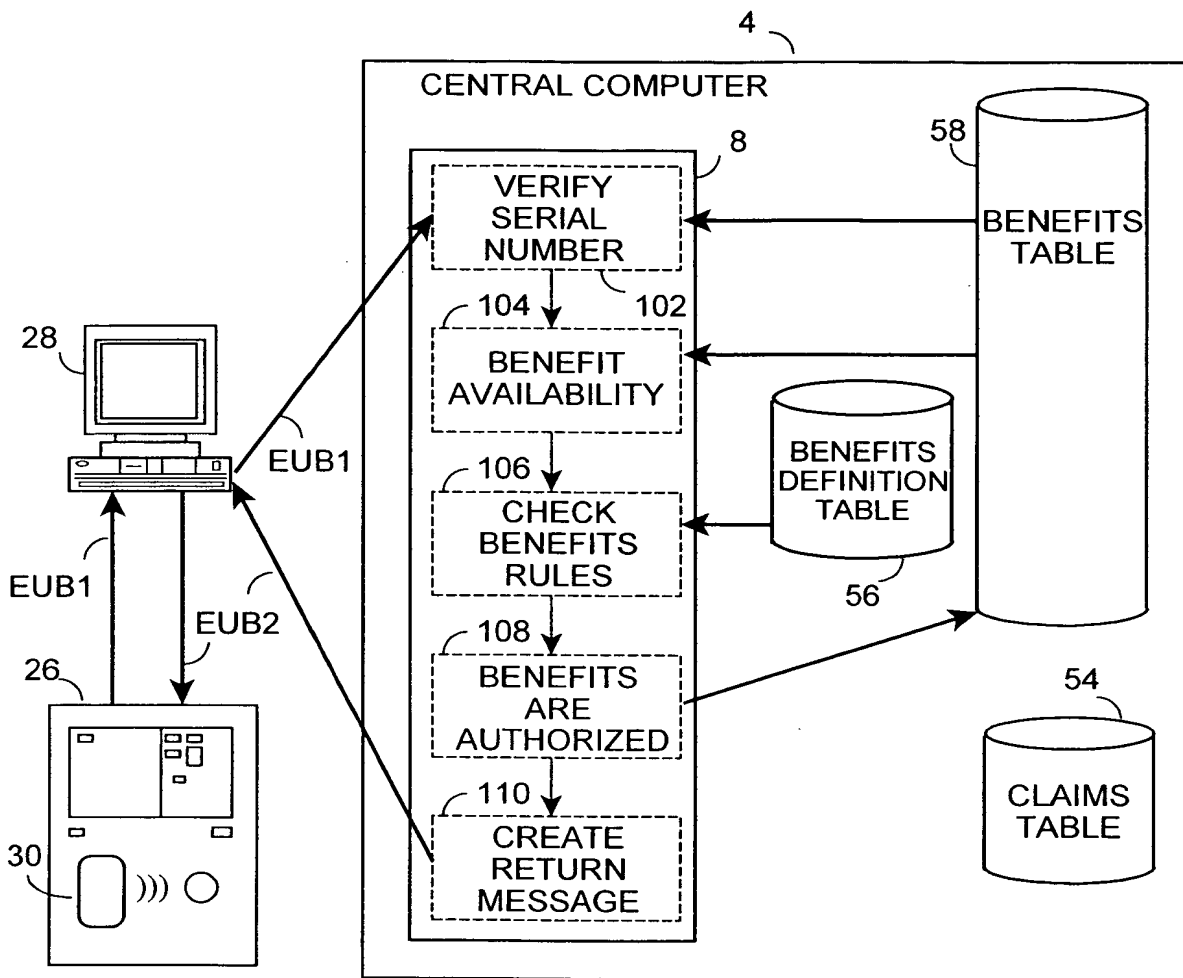 4
CENTRAL COMPUTER
8
58
VERIFY
SERIAL
NUMBER
102
BENEFITS
TABLE
104
BENEFIT
AVAILABILITY
28
EUB1
BENEFITS
DEFINITION
TABLE
56
106
CHECK
BENEFITS
RULES
EUB1
EUB2
108
BENEFITS
ARE
AUTHORIZED
26
54
CLAIMS
TABLE
110
CREATE
RETURN
MESSAGE
30